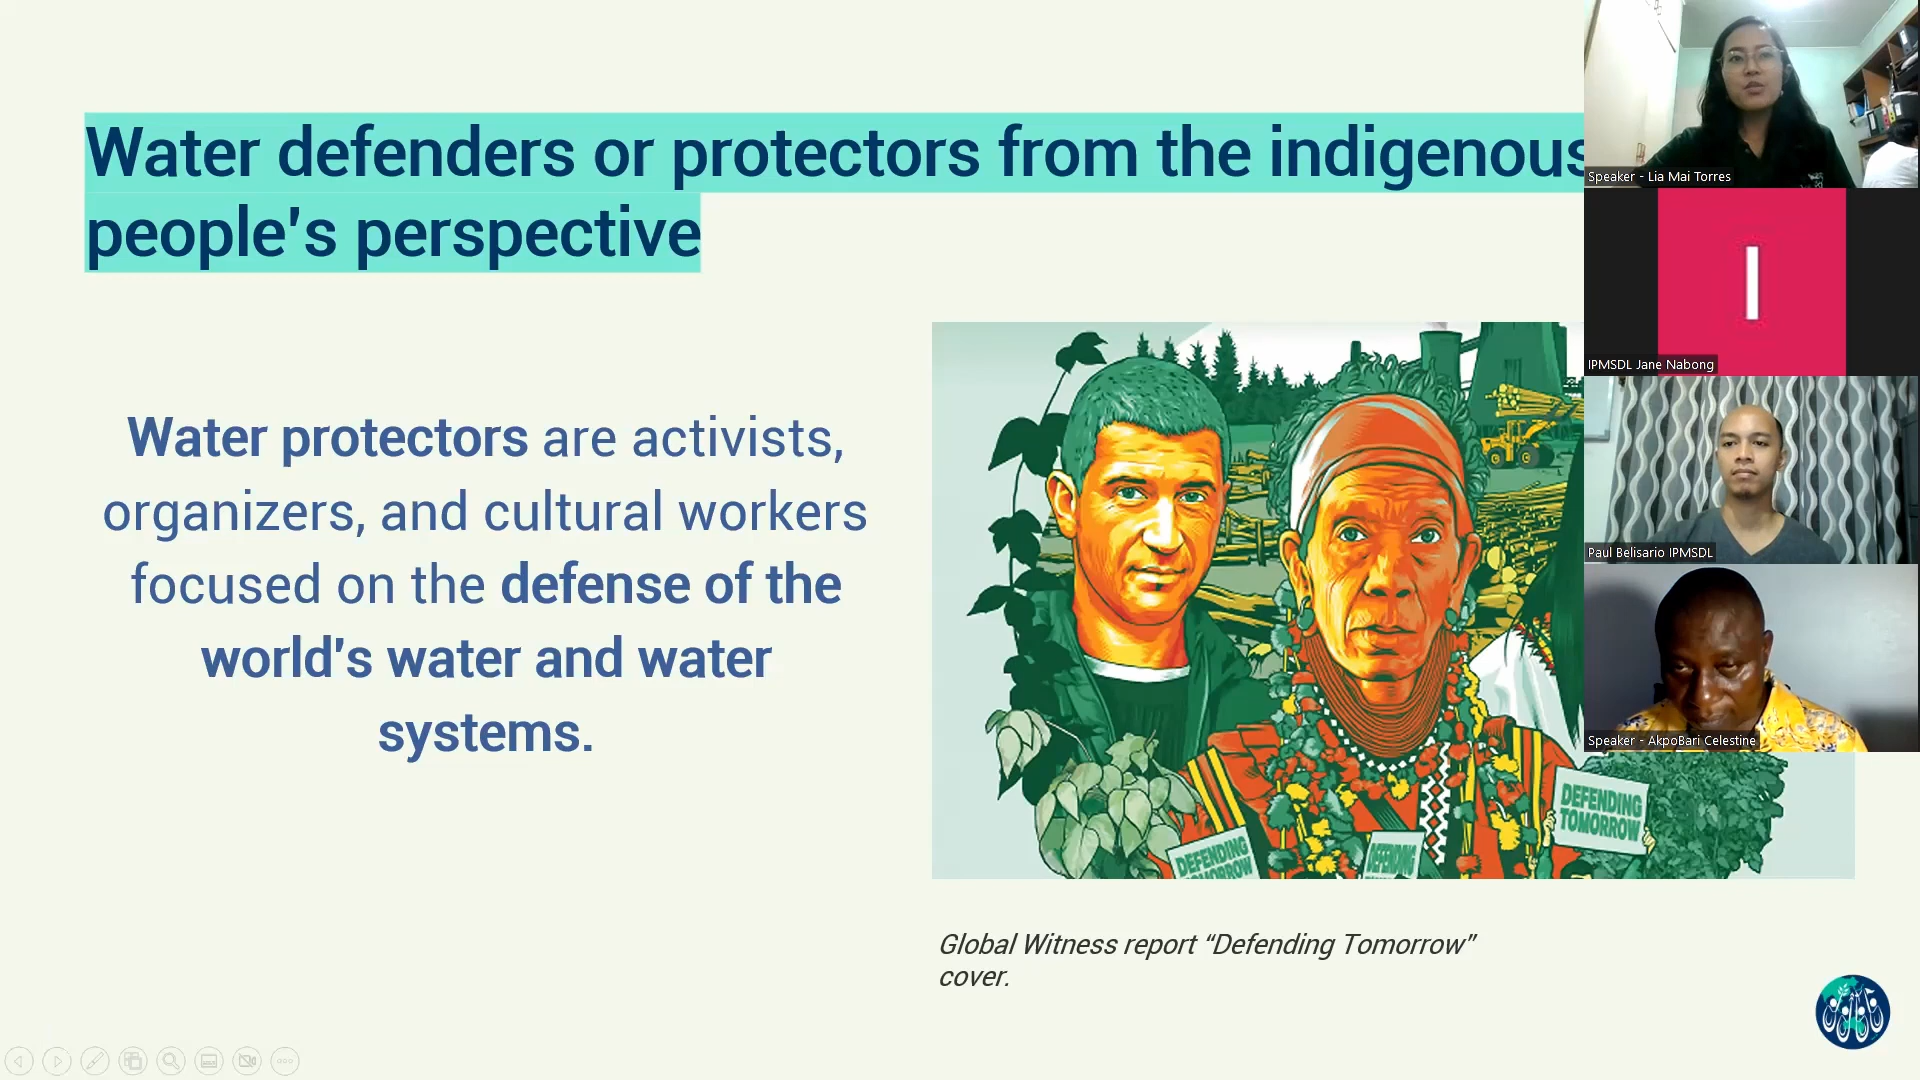 Water defenders or protectors from the indigenous
people's perspective
Water protectors are activists,
organizers, and cultural workers
focused on the defense of the
world's water and water
systems.
DEFENDING
TOMORROW
DEFENDING
DEFENDING
TOMORROW
Global Witness report “Defending Tomorrow”
cover.
Speaker - Lia Mai Torres
I
IPMSDL Jane Nabong
Paul Belisario IPMSDL
Speaker - AkpoBari Celestine